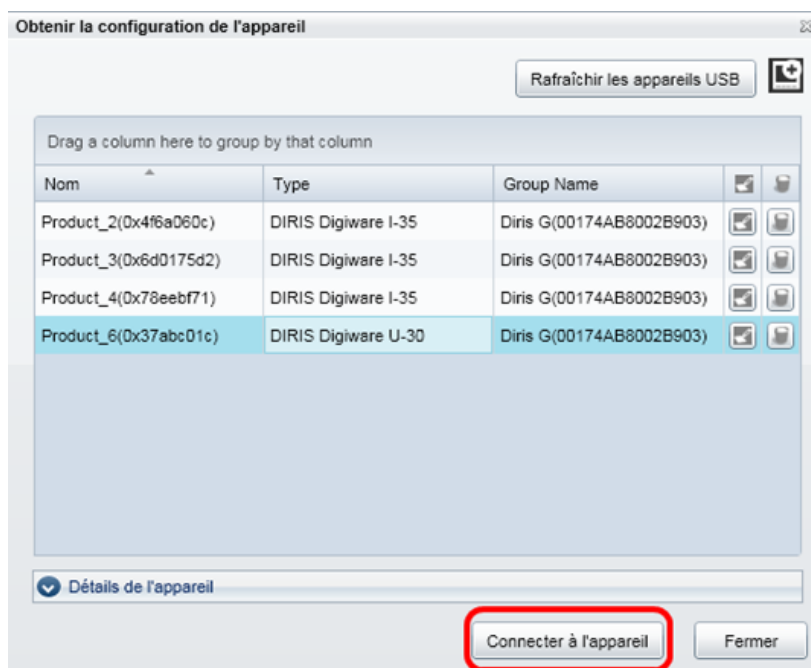 Obtenir la configuration de l'appareil
Rafraîchir les appareils USB
Drag a column here to group by that column
Nom Type Group Name
Product_2(0x4f6a060c) DIRIS Digiware I-35 Diris G(00174AB8002B903)
Product_3(0x6d0175d2) DIRIS Digiware I-35 Diris G(00174AB8002B903)
Product_4(0x78eebf71) DIRIS Digiware I-35 Diris G(00174AB8002B903)
Product_6(0x37abc01c) DIRIS Digiware U-30 Diris G(00174AB8002B903)
Détails de l'appareil
Connecter à l'appareil Fermer